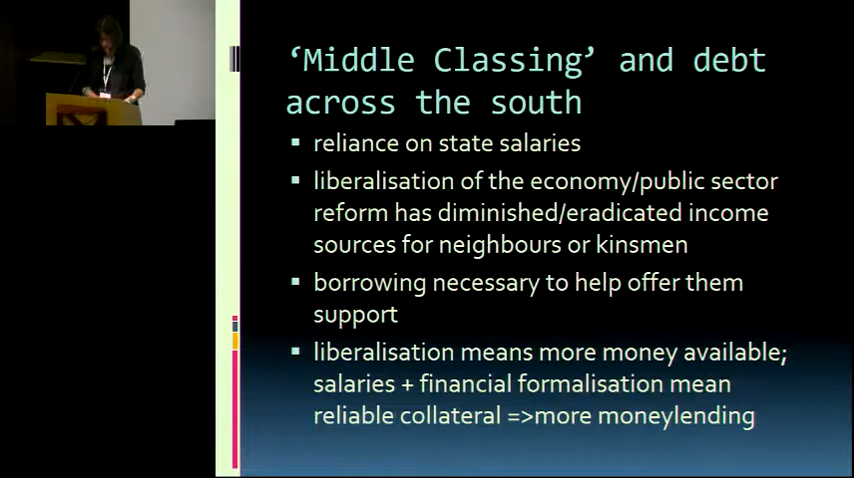 ‘Middle Classing’ and debt
across the south
▪ reliance on state salaries
▪ liberalisation of the economy/public sector
reform has diminished/eradicated income
sources for neighbours or kinsmen
▪ borrowing necessary to help offer them
support
▪ liberalisation means more money available;
salaries + financial formalisation mean
reliable collateral =>more moneylending